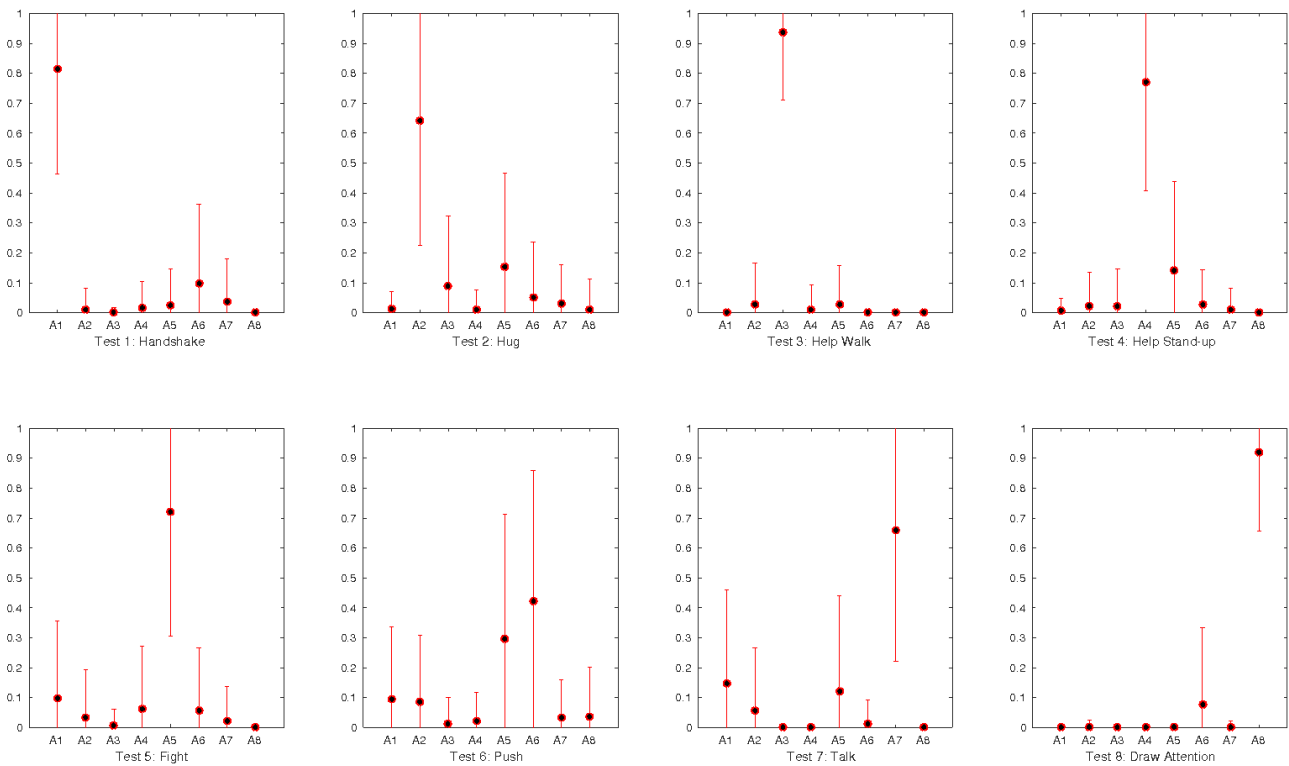 1 1 1 1
0.9 0.9 0.9 0.9
0.8 0.8 0.8 0.8
0.7 0.7 0.7 0.7
0.6 0.6 0.6 0.6
0.5 0.5 0.5 0.5
0.4 0.4 0.4 0.4
0.3 0.3 0.3 0.3
0.2 0.2 0.2 0.2
0.1 0.1 0.1 0.1
0 0 0 0
A1 A2 A3 A4 A5 A6 A7 A8 A1 A2 A3 A4 A5 A6 A7 A8 A1 A2 A3 A4 A5 A6 A7 A8 A1 A2 A3 A4 A5 A6 A7 A8
Test 1: Handshake Test 2: Hug Test 3: Help Walk Test 4: Help Stand-up
1 1 1 1
0.9 0.9 0.9 0.9
0.8 0.8 0.8 0.8
0.7 0.7 0.7 0.7
0.6 0.6 0.6 0.6
0.5 0.5 0.5 0.5
0.4 0.4 0.4 0.4
0.3 0.3 0.3 0.3
0.2 0.2 0.2 0.2
0.1 0.1 0.1 0.1
0 0 0 0
A1 A2 A3 A4 A5 A6 A7 A8 A1 A2 A3 A4 A5 A6 A7 A8 A1 A2 A3 A4 A5 A6 A7 A8 A1 A2 A3 A4 A5 A6 A7 A8
Test 5: Fight Test 6: Push Test 7: Talk Test 8: Draw Attention